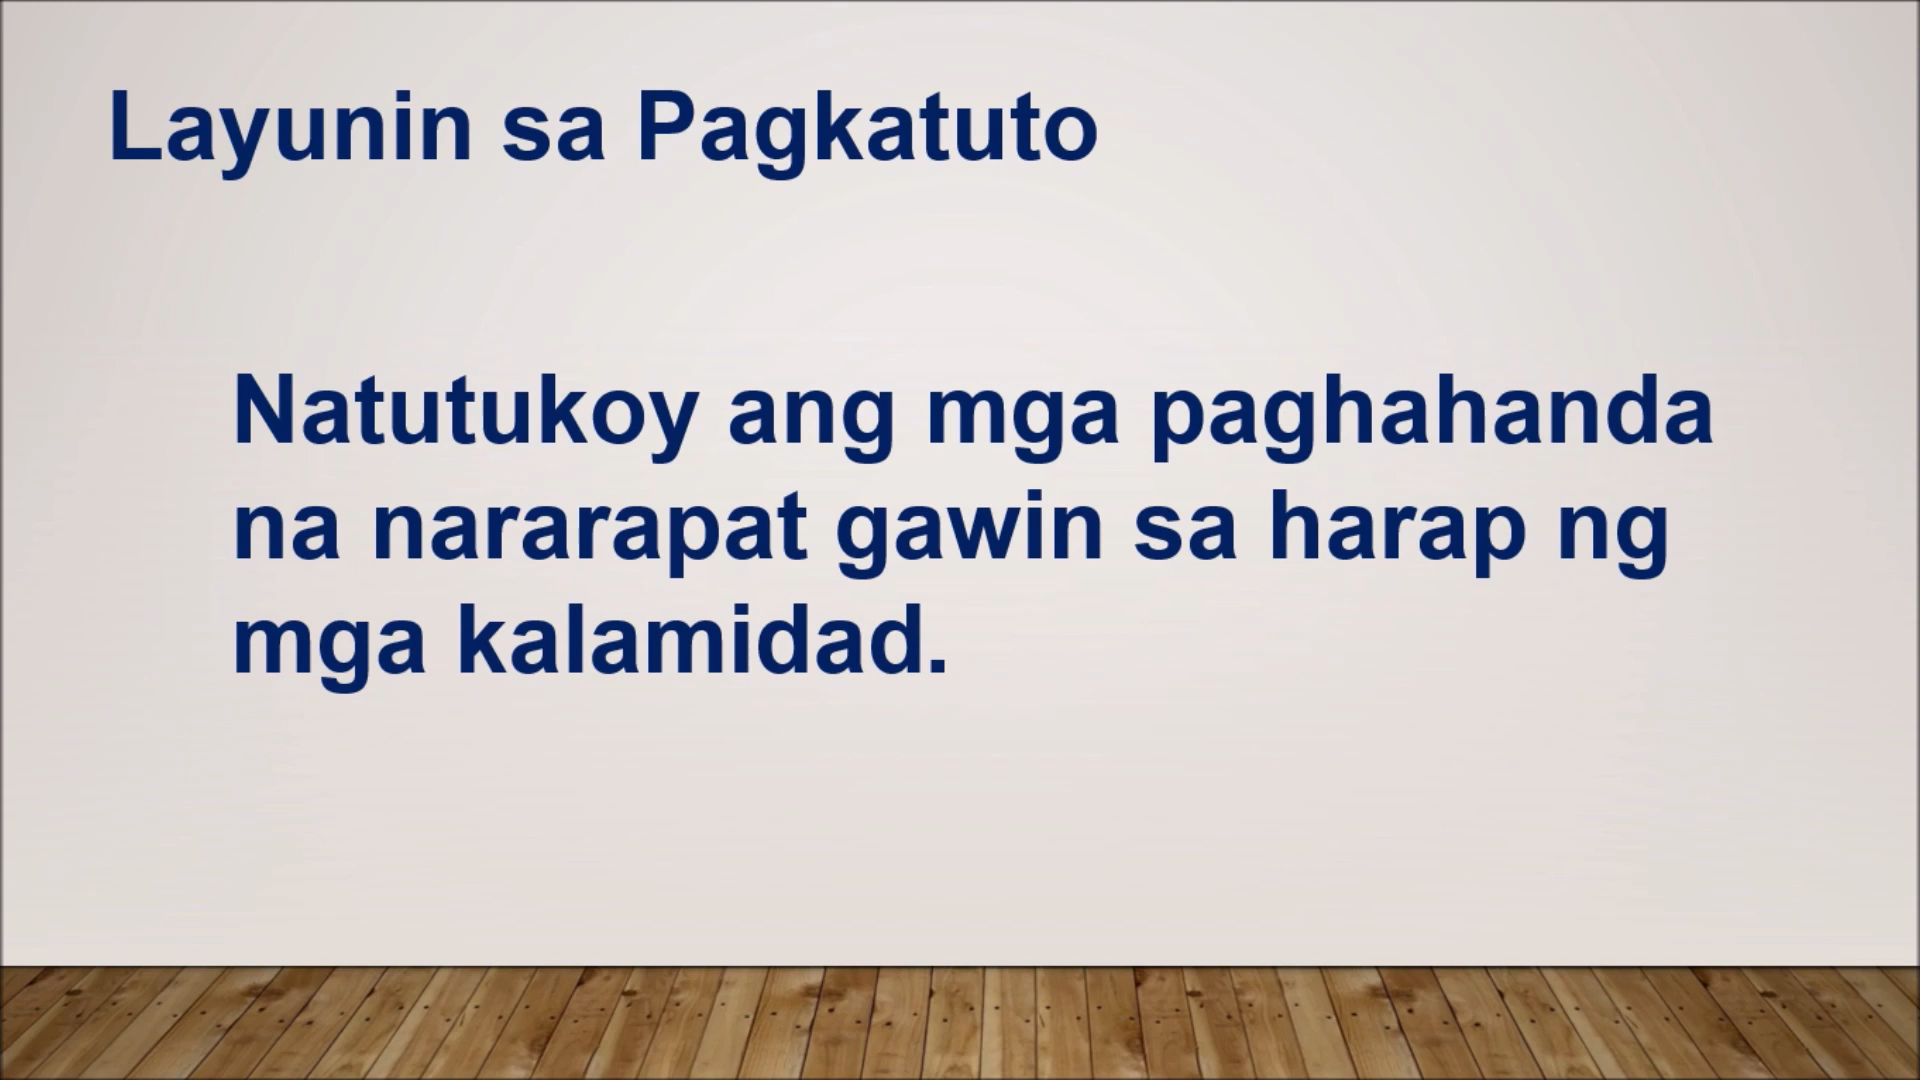 Layunin sa Pagkatuto
Natutukoy ang mga paghahanda
na nararapat gawin sa harap ng
mga kalamidad.